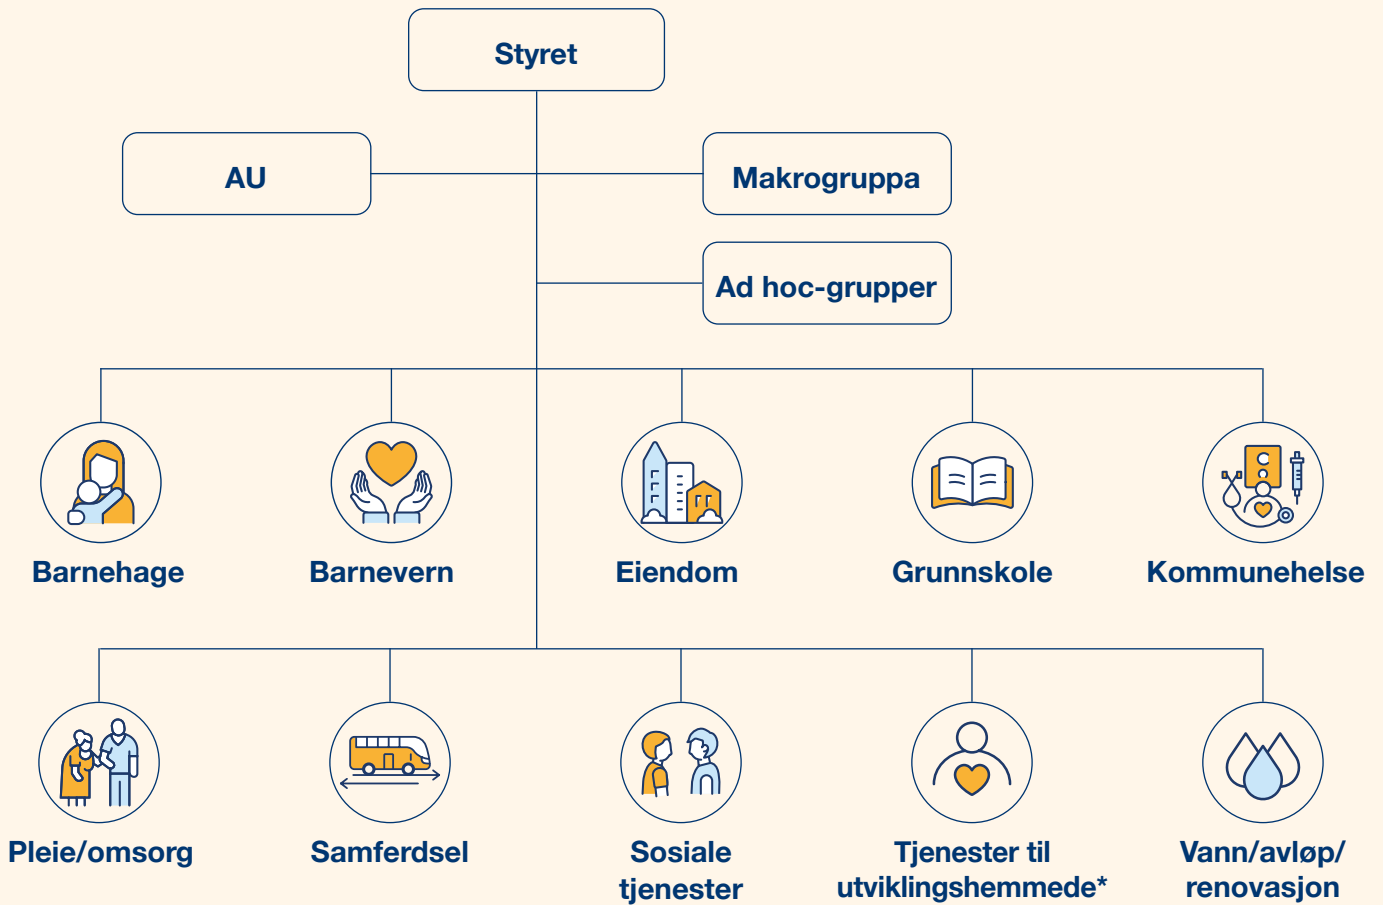 Styret
AU
Makrogruppa
Ad hoc-grupper
Barnehage
Barnevern
Eiendom
Grunnskole
Kommunehelse
Pleie/omsorg
Samferdsel
Sosiale
tjenester
Tjenester til
utviklingshemmede*
Vann/avløp/
renovasjon